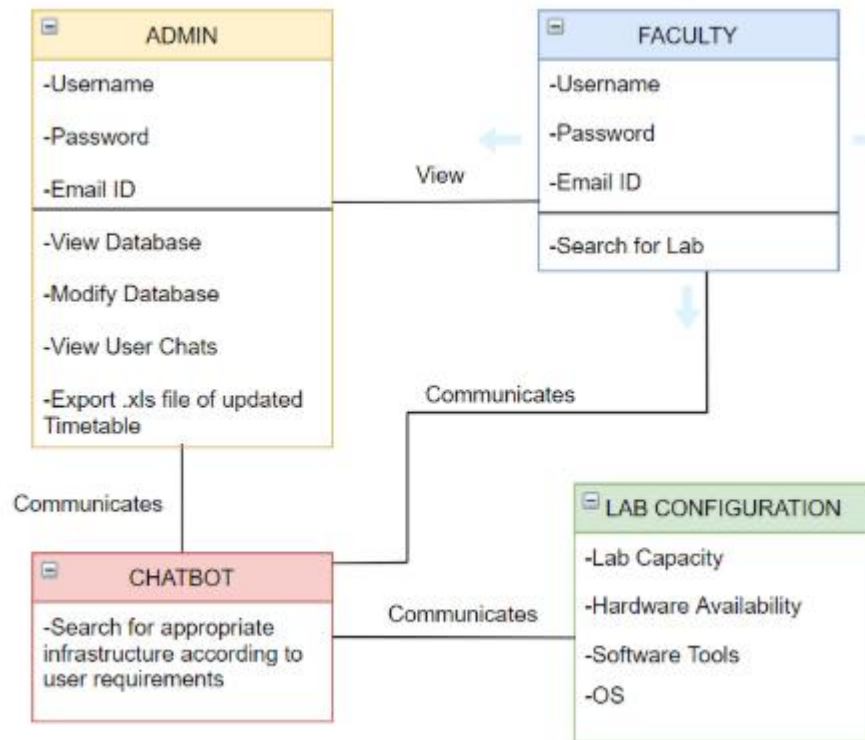 ADMIN
-Username
-Password
-Email ID
-View Database
-Modify Database
-View User Chats
-Export .xls file of updated
Timetable
View
FACULTY
-Username
-Password
-Email ID
-Search for Lab
Communicates
Communicates
CHATBOT
-Search for appropriate
infrastructure according to
user requirements
Communicates
LAB CONFIGURATION
-Lab Capacity
-Hardware Availability
-Software Tools
-OS